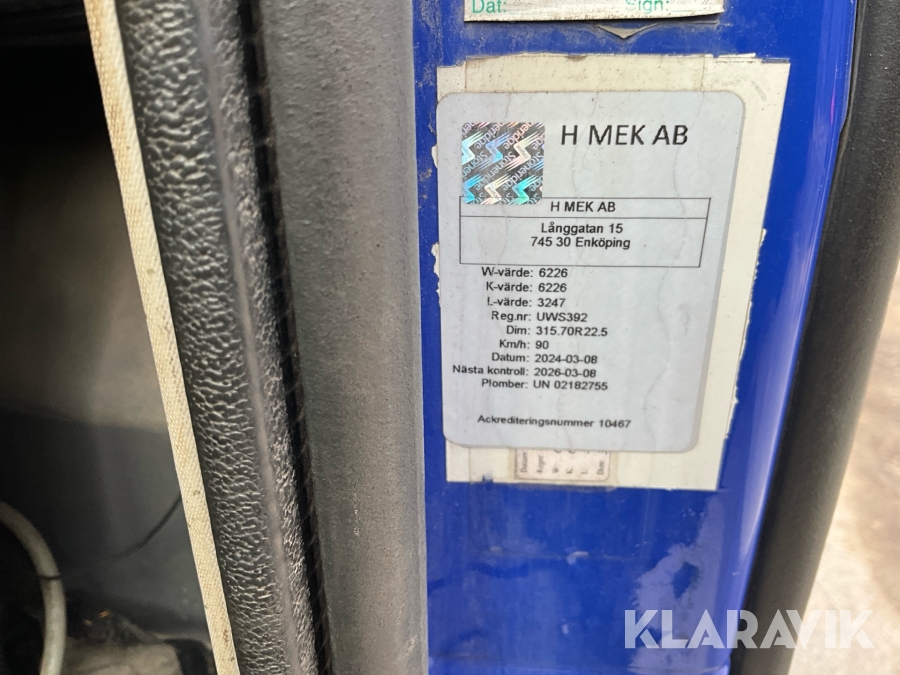 Dat: Sign:
H MEK AB
Stoneridge
H MEK AB
Långgatan 15
745 30 Enköping
W-värde: 6226
K-värde: 6226
L-värde: 3247
Reg.nr: UWS392
Dim: 315.70R22.5
Km/h: 90
Datum: 2024-03-08
Nästa kontroll: 2026-03-08
Plomber: UN 02182755
Ackrediteringsnummer 10467
KLARAVIK